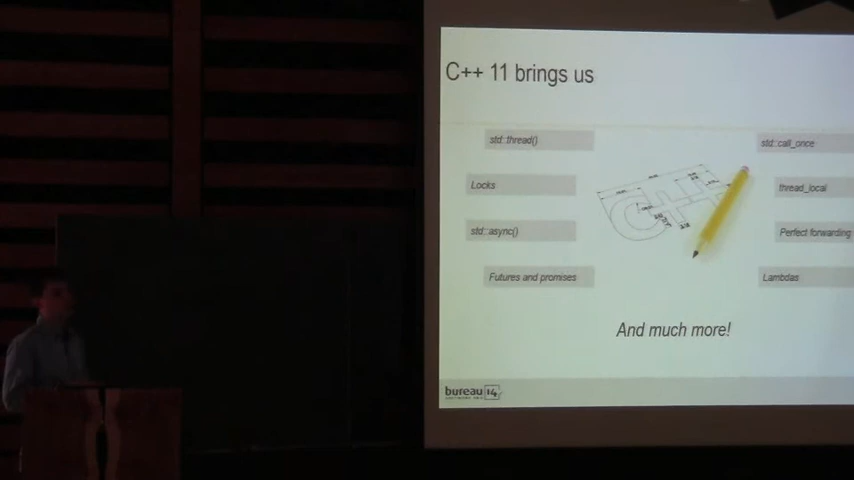 C++ 11 brings us
std::thread()
Locks
std::async()
Futures and promises
std::call_once
thread_local
Perfect forwarding
Lambdas
And much more!
bureau 14